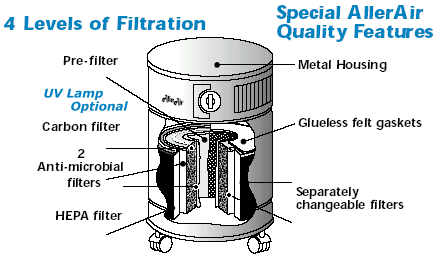 4 Levels of Filtration
Special AllerAir
Quality Features
Pre-filter
UV Lamp
Optional
Carbon filter
2
Anti-microbial
filters
HEPA filter
Metal Housing
Glueless felt gaskets
Separately
changeable filters